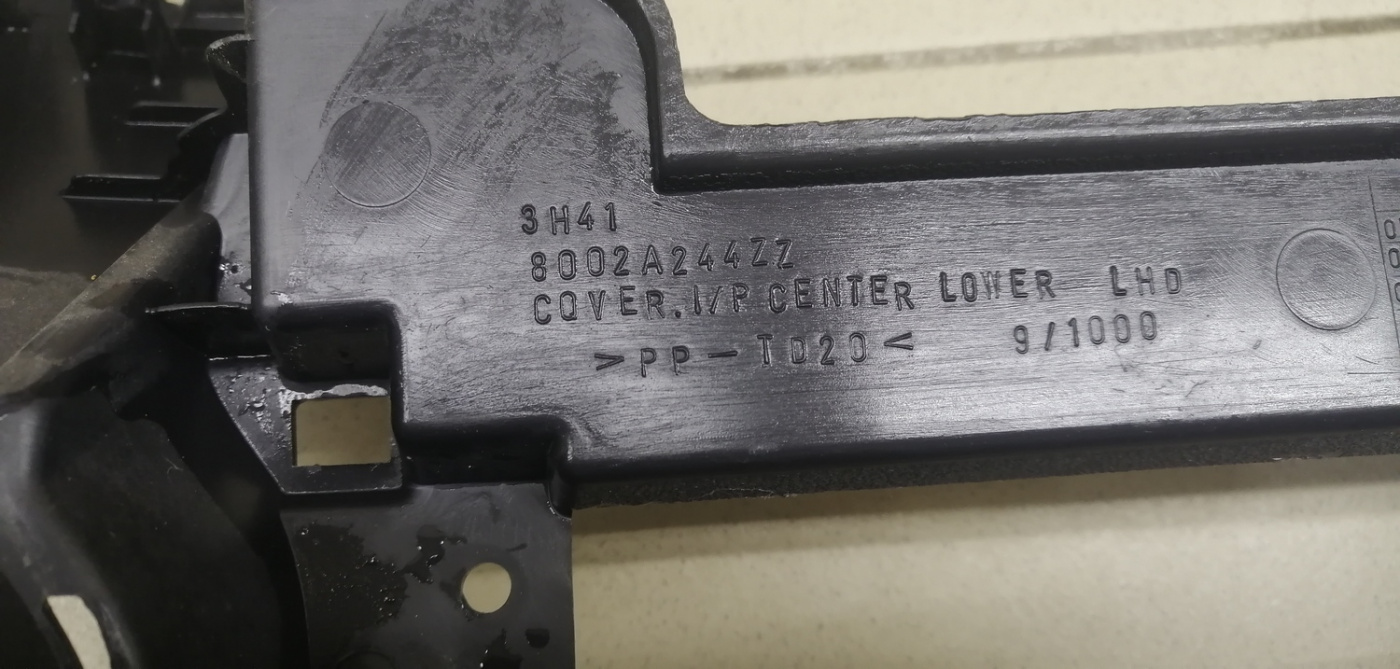 3H41
8002A244ZZ
COVER.I/P CENTER LOWER LHD
>PP-TD20< 9/1000